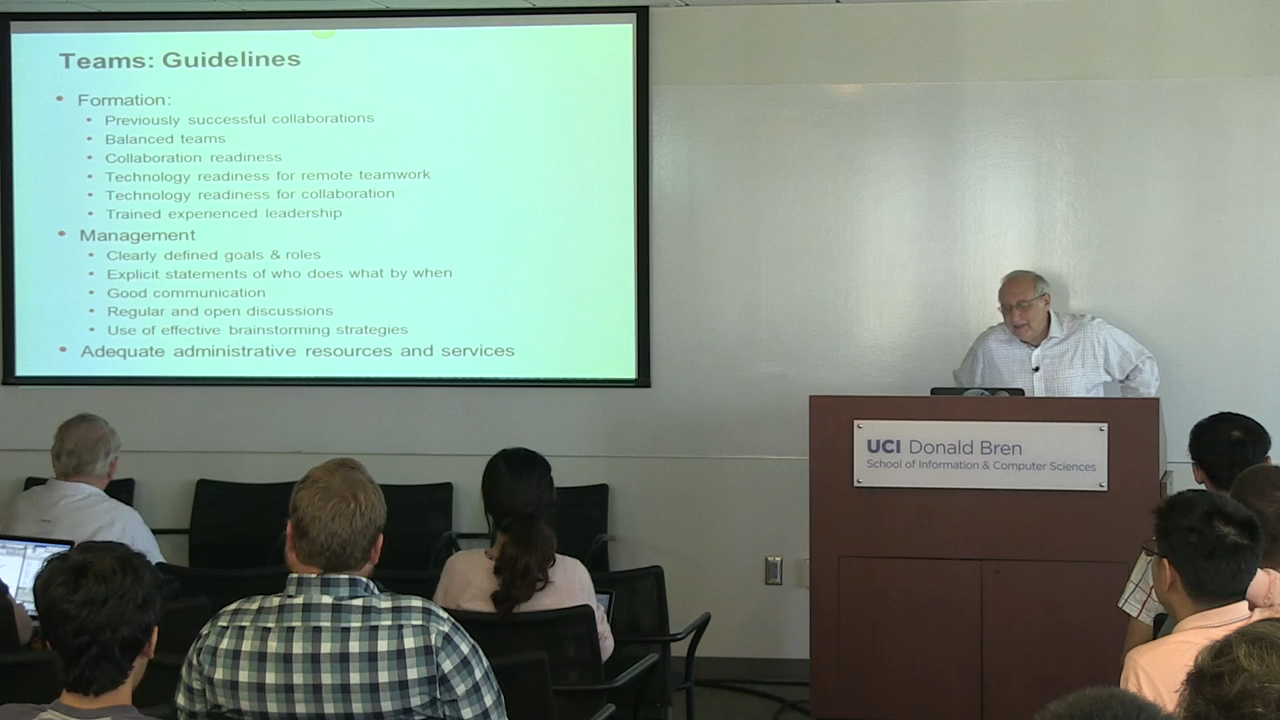 Teams: Guidelines
• Formation:
• Previously successful collaborations
• Balanced teams
• Collaboration readiness
• Technology readiness for remote teamwork
• Technology readiness for collaboration
• Trained experienced leadership
• Management
• Clearly defined goals & roles
• Explicit statements of who does what by when
• Good communication
• Regular and open discussions
• Use of effective brainstorming strategies
• Adequate administrative resources and services
UCI Donald Bren
School of Information & Computer Sciences